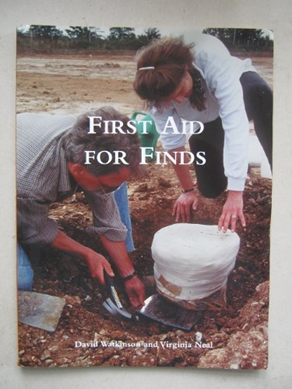 FIRST AID
FOR FINDS
David Watkinson and Virginia Neal